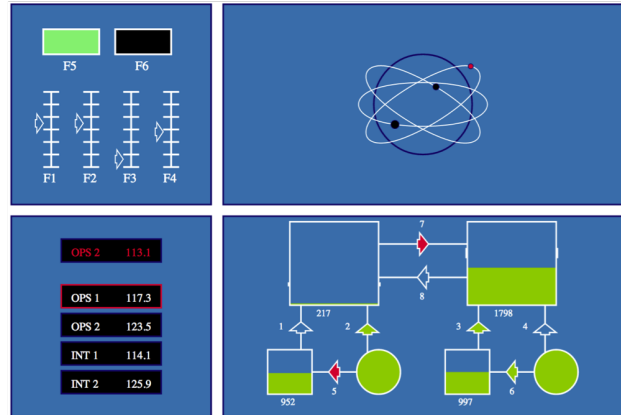 F5 F6
F1 F2 F3 F4
OPS 2 113.1
OPS 1 117.3
OPS 2 123.5
INT 1 114.1
INT 2 125.9
7
8
217 1798
1 2 3 4
5 6
952 997